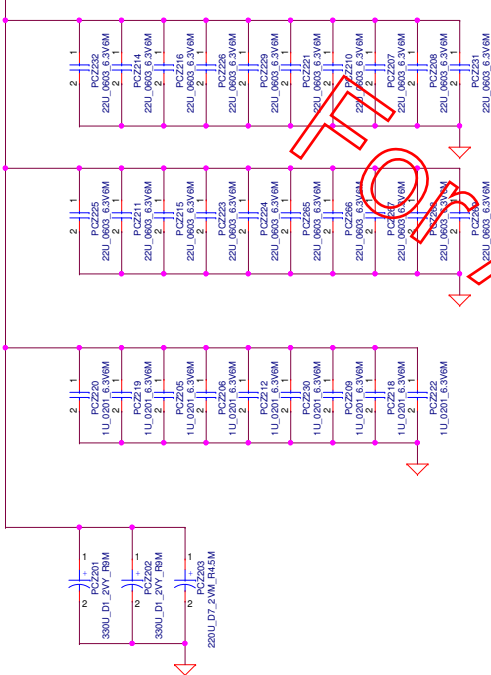 1
2
PCZ232
22U_0603_6.3V6M
1
2
PCZ214
22U_0603_6.3V6M
1
2
PCZ216
22U_0603_6.3V6M
1
2
PCZ226
22U_0603_6.3V6M
1
2
PCZ229
22U_0603_6.3V6M
1
2
PCZ221
22U_0603_6.3V6M
1
2
PCZ210
22U_0603_6.3V6M
1
2
PCZ207
22U_0603_6.3V6M
1
2
PCZ208
22U_0603_6.3V6M
1
2
PCZ231
22U_0603_6.3V6M
1
2
PCZ225
22U_0603_6.3V6M
1
2
PCZ211
22U_0603_6.3V6M
1
2
PCZ215
22U_0603_6.3V6M
1
2
PCZ223
22U_0603_6.3V6M
1
2
PCZ224
22U_0603_6.3V6M
1
2
PCZ265
22U_0603_6.3V6M
1
2
PCZ266
22U_0603_6.3V6M
1
2
22U_0603_6.3V6M
1
2
22U_0603_6.3V6M
1
2
22U_0603_6.3V6M
1
2
PCZ220
1U_0201_6.3V6M
1
2
PCZ219
1U_0201_6.3V6M
1
2
PCZ205
1U_0201_6.3V6M
1
2
PCZ206
1U_0201_6.3V6M
1
2
PCZ212
1U_0201_6.3V6M
1
2
PCZ230
1U_0201_6.3V6M
1
2
PCZ209
1U_0201_6.3V6M
1
2
PCZ218
1U_0201_6.3V6M
1
2
PCZ222
1U_0201_6.3V6M
1
+
2
PCZ201
330U_D1_2VY_R9M
1
+
2
PCZ202
330U_D1_2VY_R9M
1
+
2
PCZ203
220U_D7_2VM_R4.5M